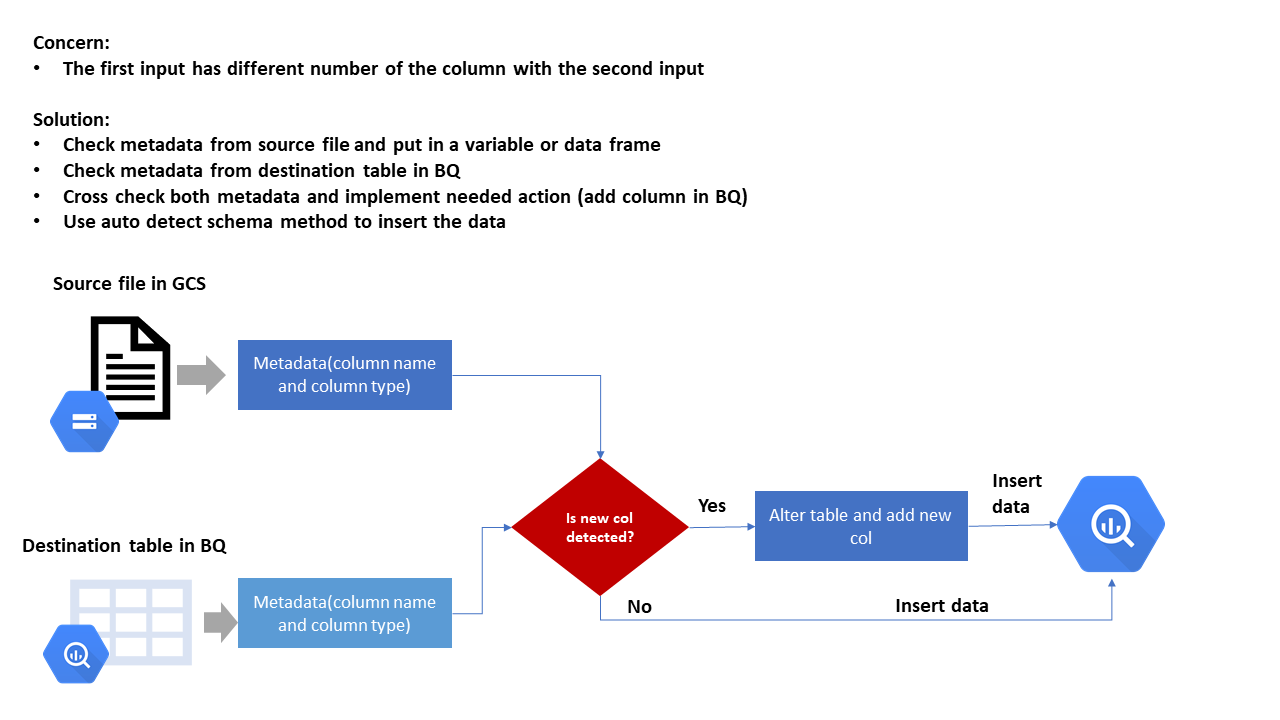 Concern:
• The first input has different number of the column with the second input
Solution:
• Check metadata from source file and put in a variable or data frame
• Check metadata from destination table in BQ
• Cross check both metadata and implement needed action (add column in BQ)
• Use auto detect schema method to insert the data
Source file in GCS
Metadata(column name
and column type)
Is new col
detected?
Yes
Alter table and add new
col
Insert
data
Destination table in BQ
Metadata(column name
and column type)
No
Insert data